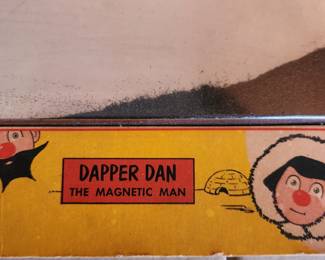 DAPPER DAN
THE MAGNETIC MAN